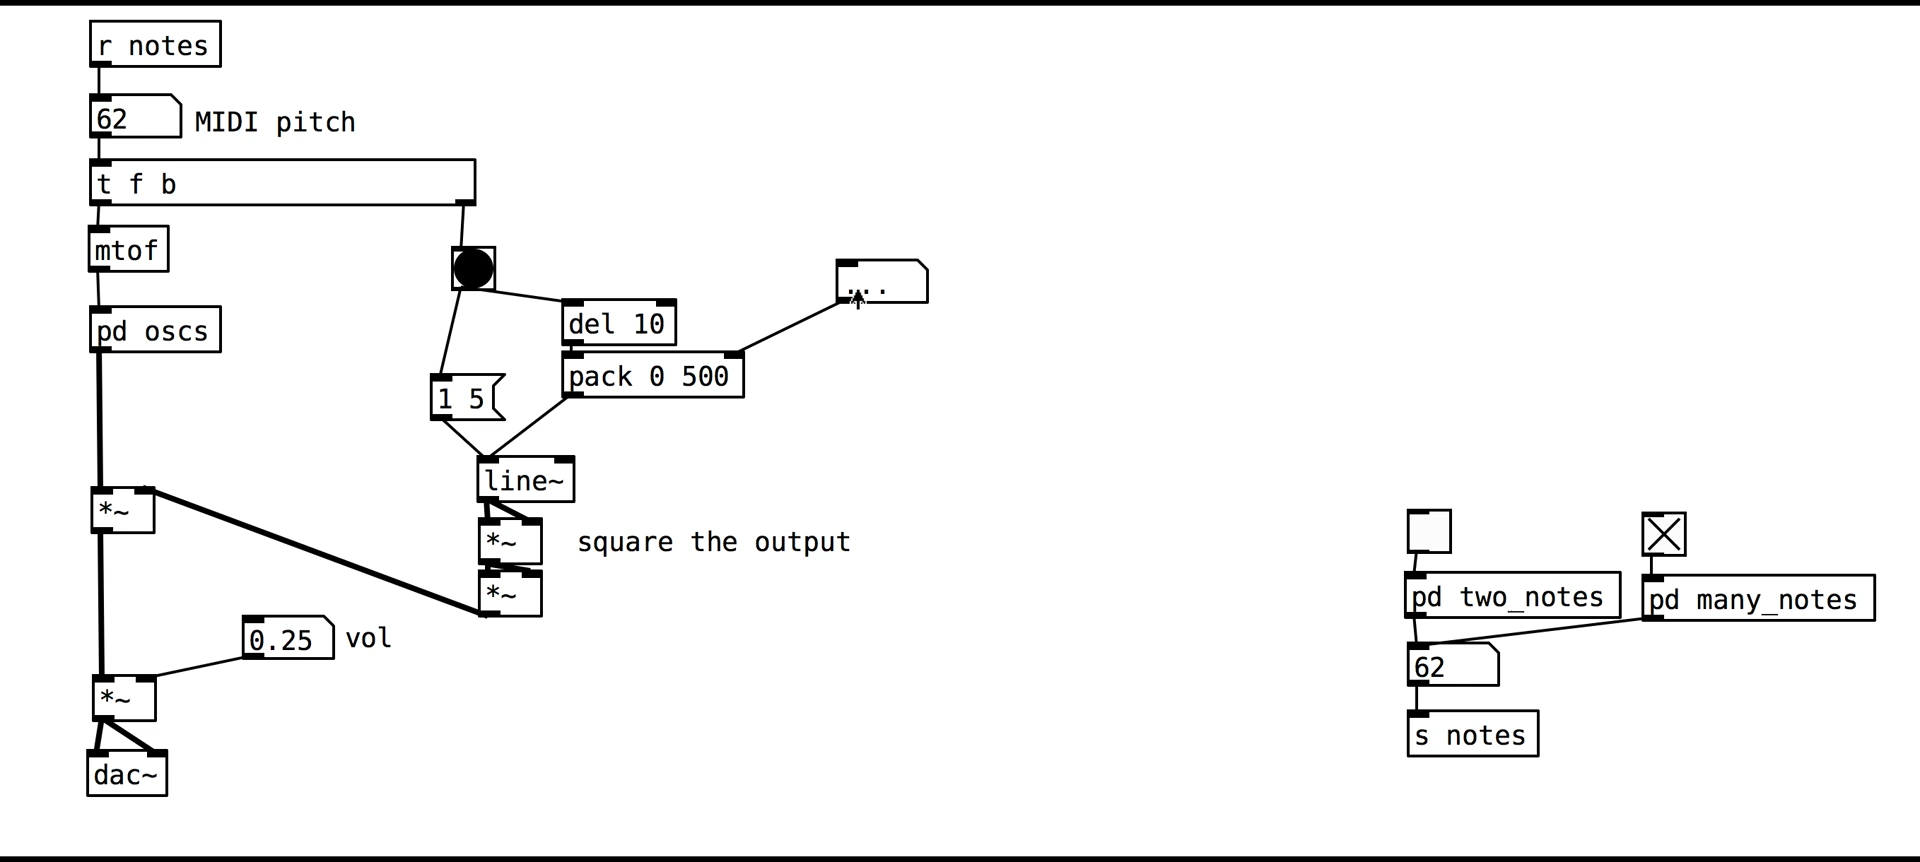 r notes
62
MIDI pitch
t f b
mtof
pd oscs
del 10
pack 0 500
1 5
line~
*~
*~
square the output
*~
0.25
vol
*~
dac~
pd two_notes
pd many_notes
62
s notes